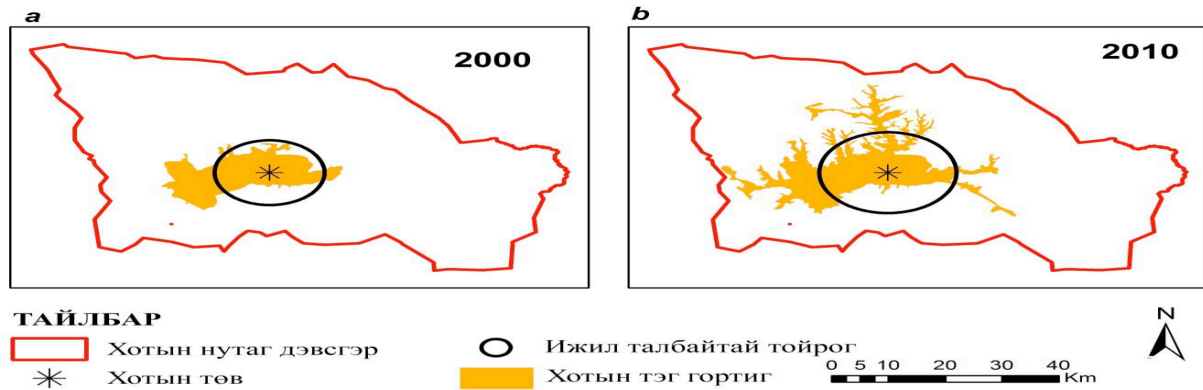 a
b
2000
2010
ТАЙЛБАР
Хотын нутаг дэвсгэр
Хотын төв
Ижил талбайтай тойрог
Хотын тэг гортиг
0 5 10 20 30 40
Km
N